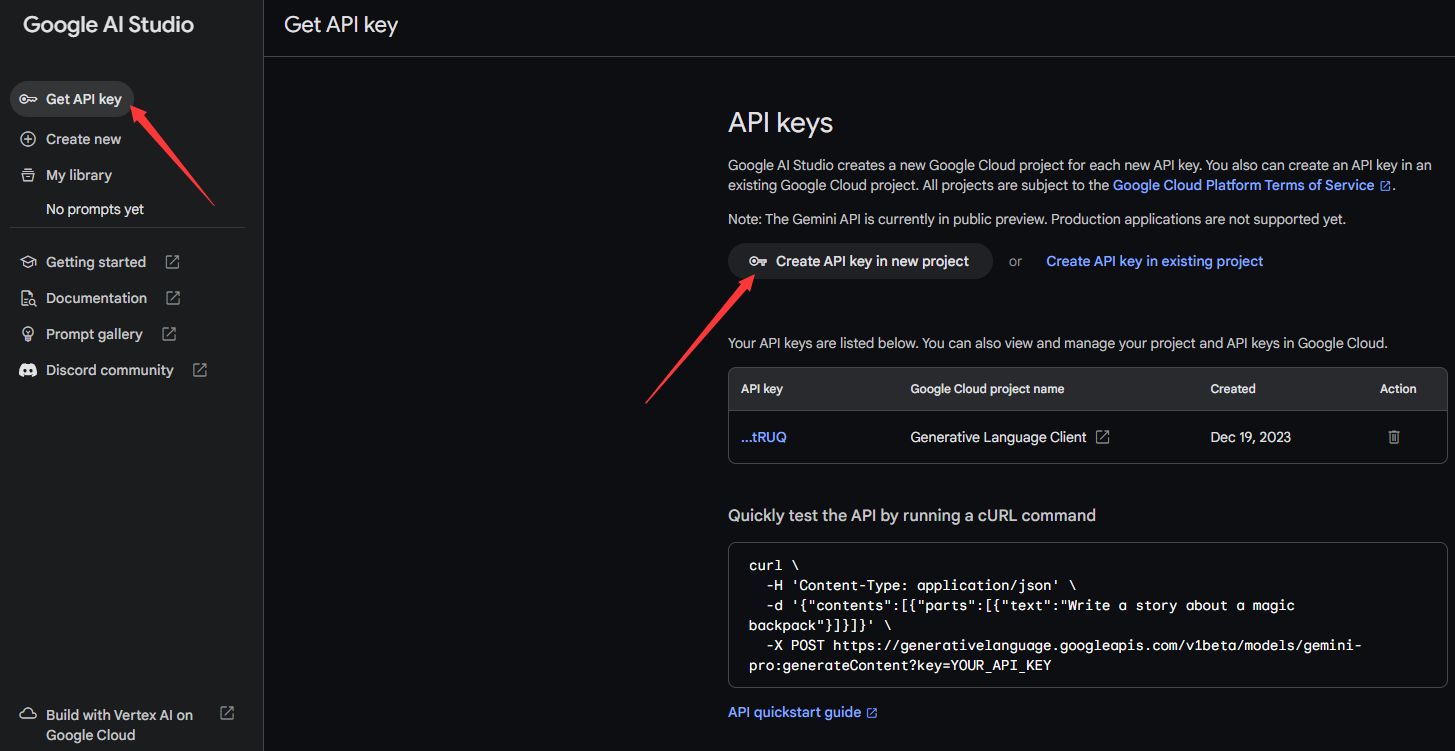 Google AI Studio
Get API key
Create new
My library
No prompts yet
Getting started
Documentation
Prompt gallery
Discord community
Build with Vertex AI on
Google Cloud
Get API key
API keys
Google AI Studio creates a new Google Cloud project for each new API key. You also can create an API key in an
existing Google Cloud project. All projects are subject to the Google Cloud Platform Terms of Service.
Note: The Gemini API is currently in public preview. Production applications are not supported yet.
Create API key in new project or Create API key in existing project
Your API keys are listed below. You can also view and manage your project and API keys in Google Cloud.
API key Google Cloud project name Created Action
...tRUQ Generative Language Client Dec 19, 2023
Quickly test the API by running a cURL command
curl \
-H 'Content-Type: application/json' \
-d '{"contents":[{"parts":[{"text":"Write a story about a magic
backpack"}]}]}' \
-X POST https://generativelanguage.googleapis.com/v1beta/models/gemini-
pro:generateContent?key=YOUR_API_KEY
API quickstart guide